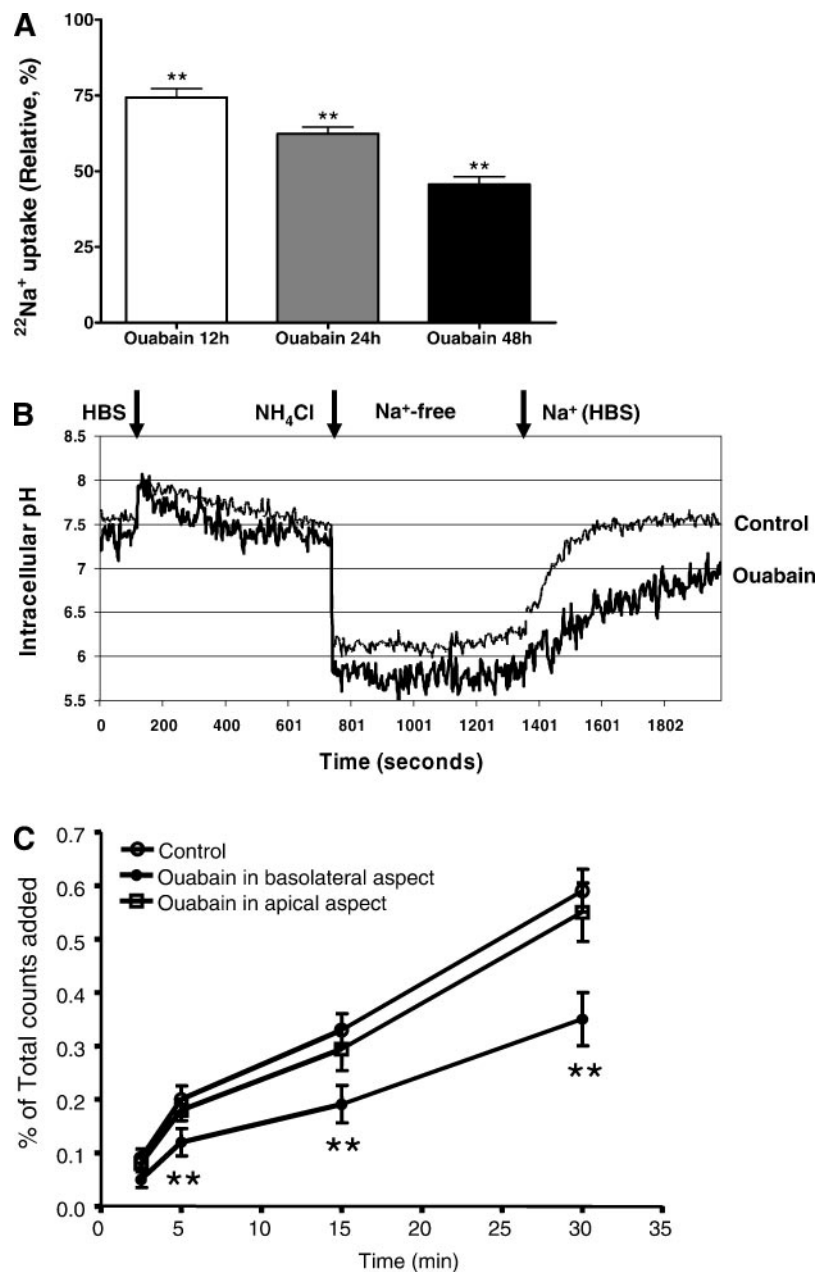 A
100
75
50
25
0
²²Na⁺ uptake (Relative, %)
**
**
**
Ouabain 12h
Ouabain 24h
Ouabain 48h
B
HBS
NH₄Cl
Na⁺-free
Na⁺ (HBS)
8.5
8
7.5
7
6.5
6
5.5
Intracellular pH
Control
Ouabain
0
200
400
601
801
1001
1201
1401
1601
1802
Time (seconds)
C
0.7
0.6
0.5
0.4
0.3
0.2
0.1
0.0
% of Total counts added
Control
Ouabain in basolateral aspect
Ouabain in apical aspect
**
**
**
0
5
10
15
20
25
30
35
Time (min)